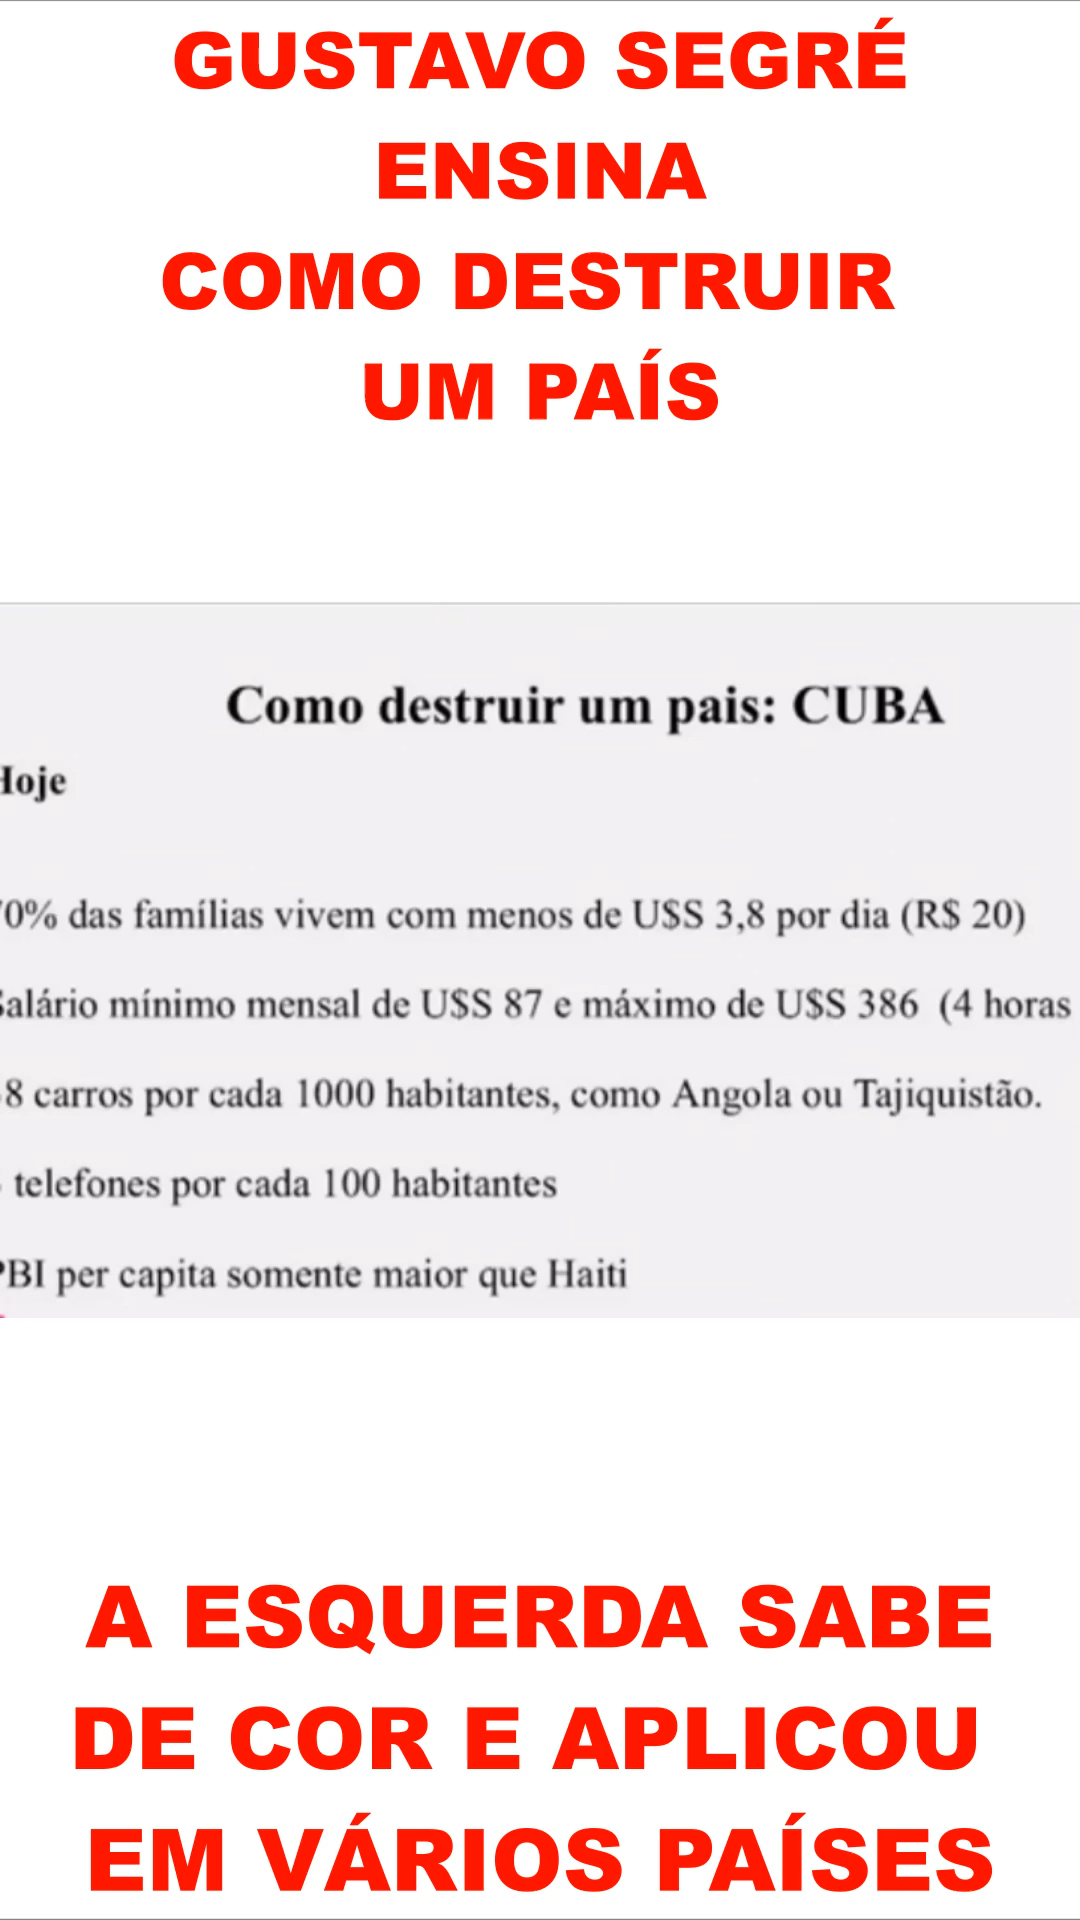 GUSTAVO SEGRÉ
ENSINA
COMO DESTRUIR
UM PAÍS
Como destruir um pais: CUBA
Hoje
0% das famílias vivem com menos de U$S 3,8 por dia (R$ 20)
Salário mínimo mensal de U$S 87 e máximo de U$S 386 (4 horas
8 carros por cada 1000 habitantes, como Angola ou Tajiquistão.
telefones por cada 100 habitantes
PBI per capita somente maior que Haiti
A ESQUERDA SABE
DE COR E APLICOU
EM VÁRIOS PAÍSES